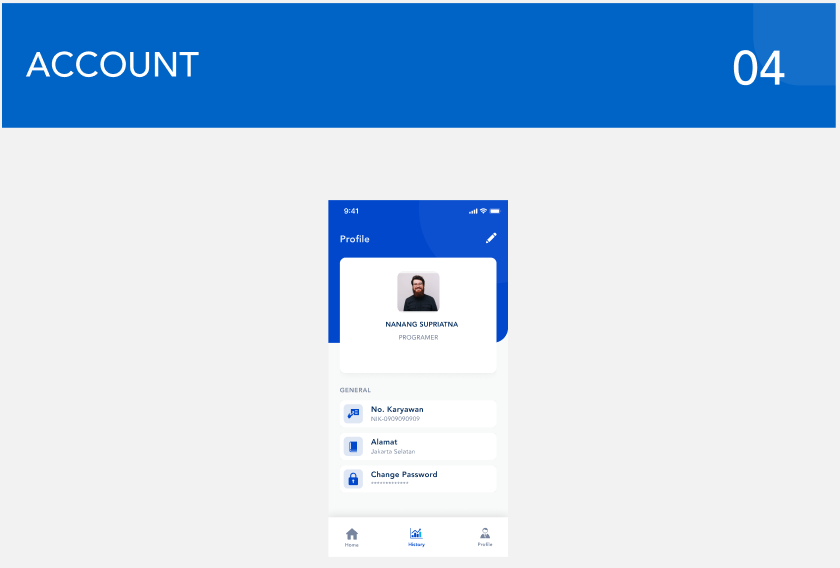 ACCOUNT
04
9:41
Profile
NANANG SUPRIATNA
PROGRAMER
GENERAL
No. Karyawan
NIK-0909090909
Alamat
Jakarta Selatan
Change Password
*************
Home
History
Profile